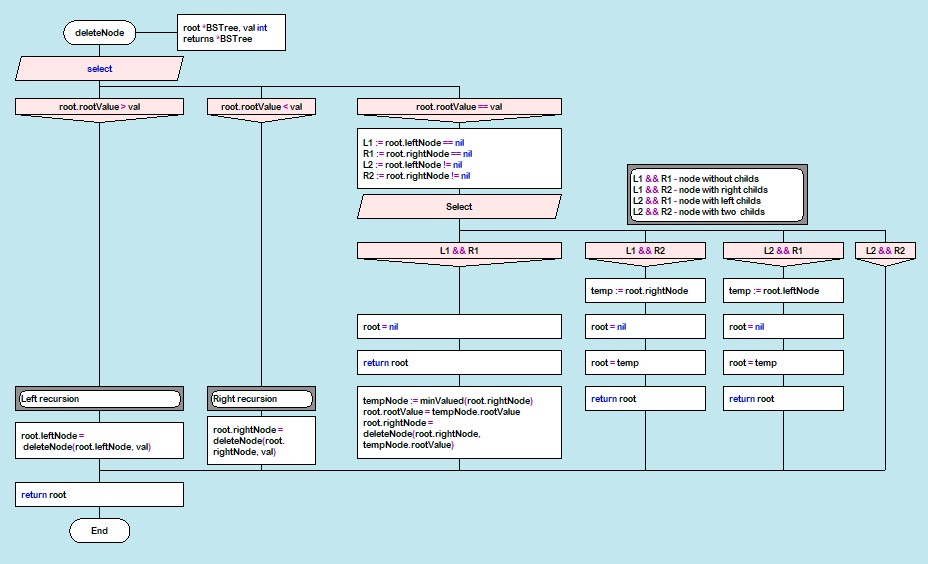 deleteNode
root *BSTree, val int
returns *BSTree
select
root.rootValue > val
root.rootValue < val
root.rootValue == val
L1 := root.leftNode == nil
R1 := root.rightNode == nil
L2 := root.leftNode != nil
R2 := root.rightNode != nil
Select
L1 && R1 - node without childs
L1 && R2 - node with right childs
L2 && R1 - node with left childs
L2 && R2 - node with two childs
L1 && R1
L1 && R2
L2 && R1
L2 && R2
temp := root.rightNode
temp := root.leftNode
root = nil
root = nil
root = nil
return root
root = temp
root = temp
Left recursion
Right recursion
tempNode := minValued(root.rightNode)
root.rootValue = tempNode.rootValue
root.rightNode =
deleteNode(root.rightNode,
tempNode.rootValue)
return root
return root
root.leftNode =
deleteNode(root.leftNode, val)
root.rightNode =
deleteNode(root.
rightNode, val)
return root
End